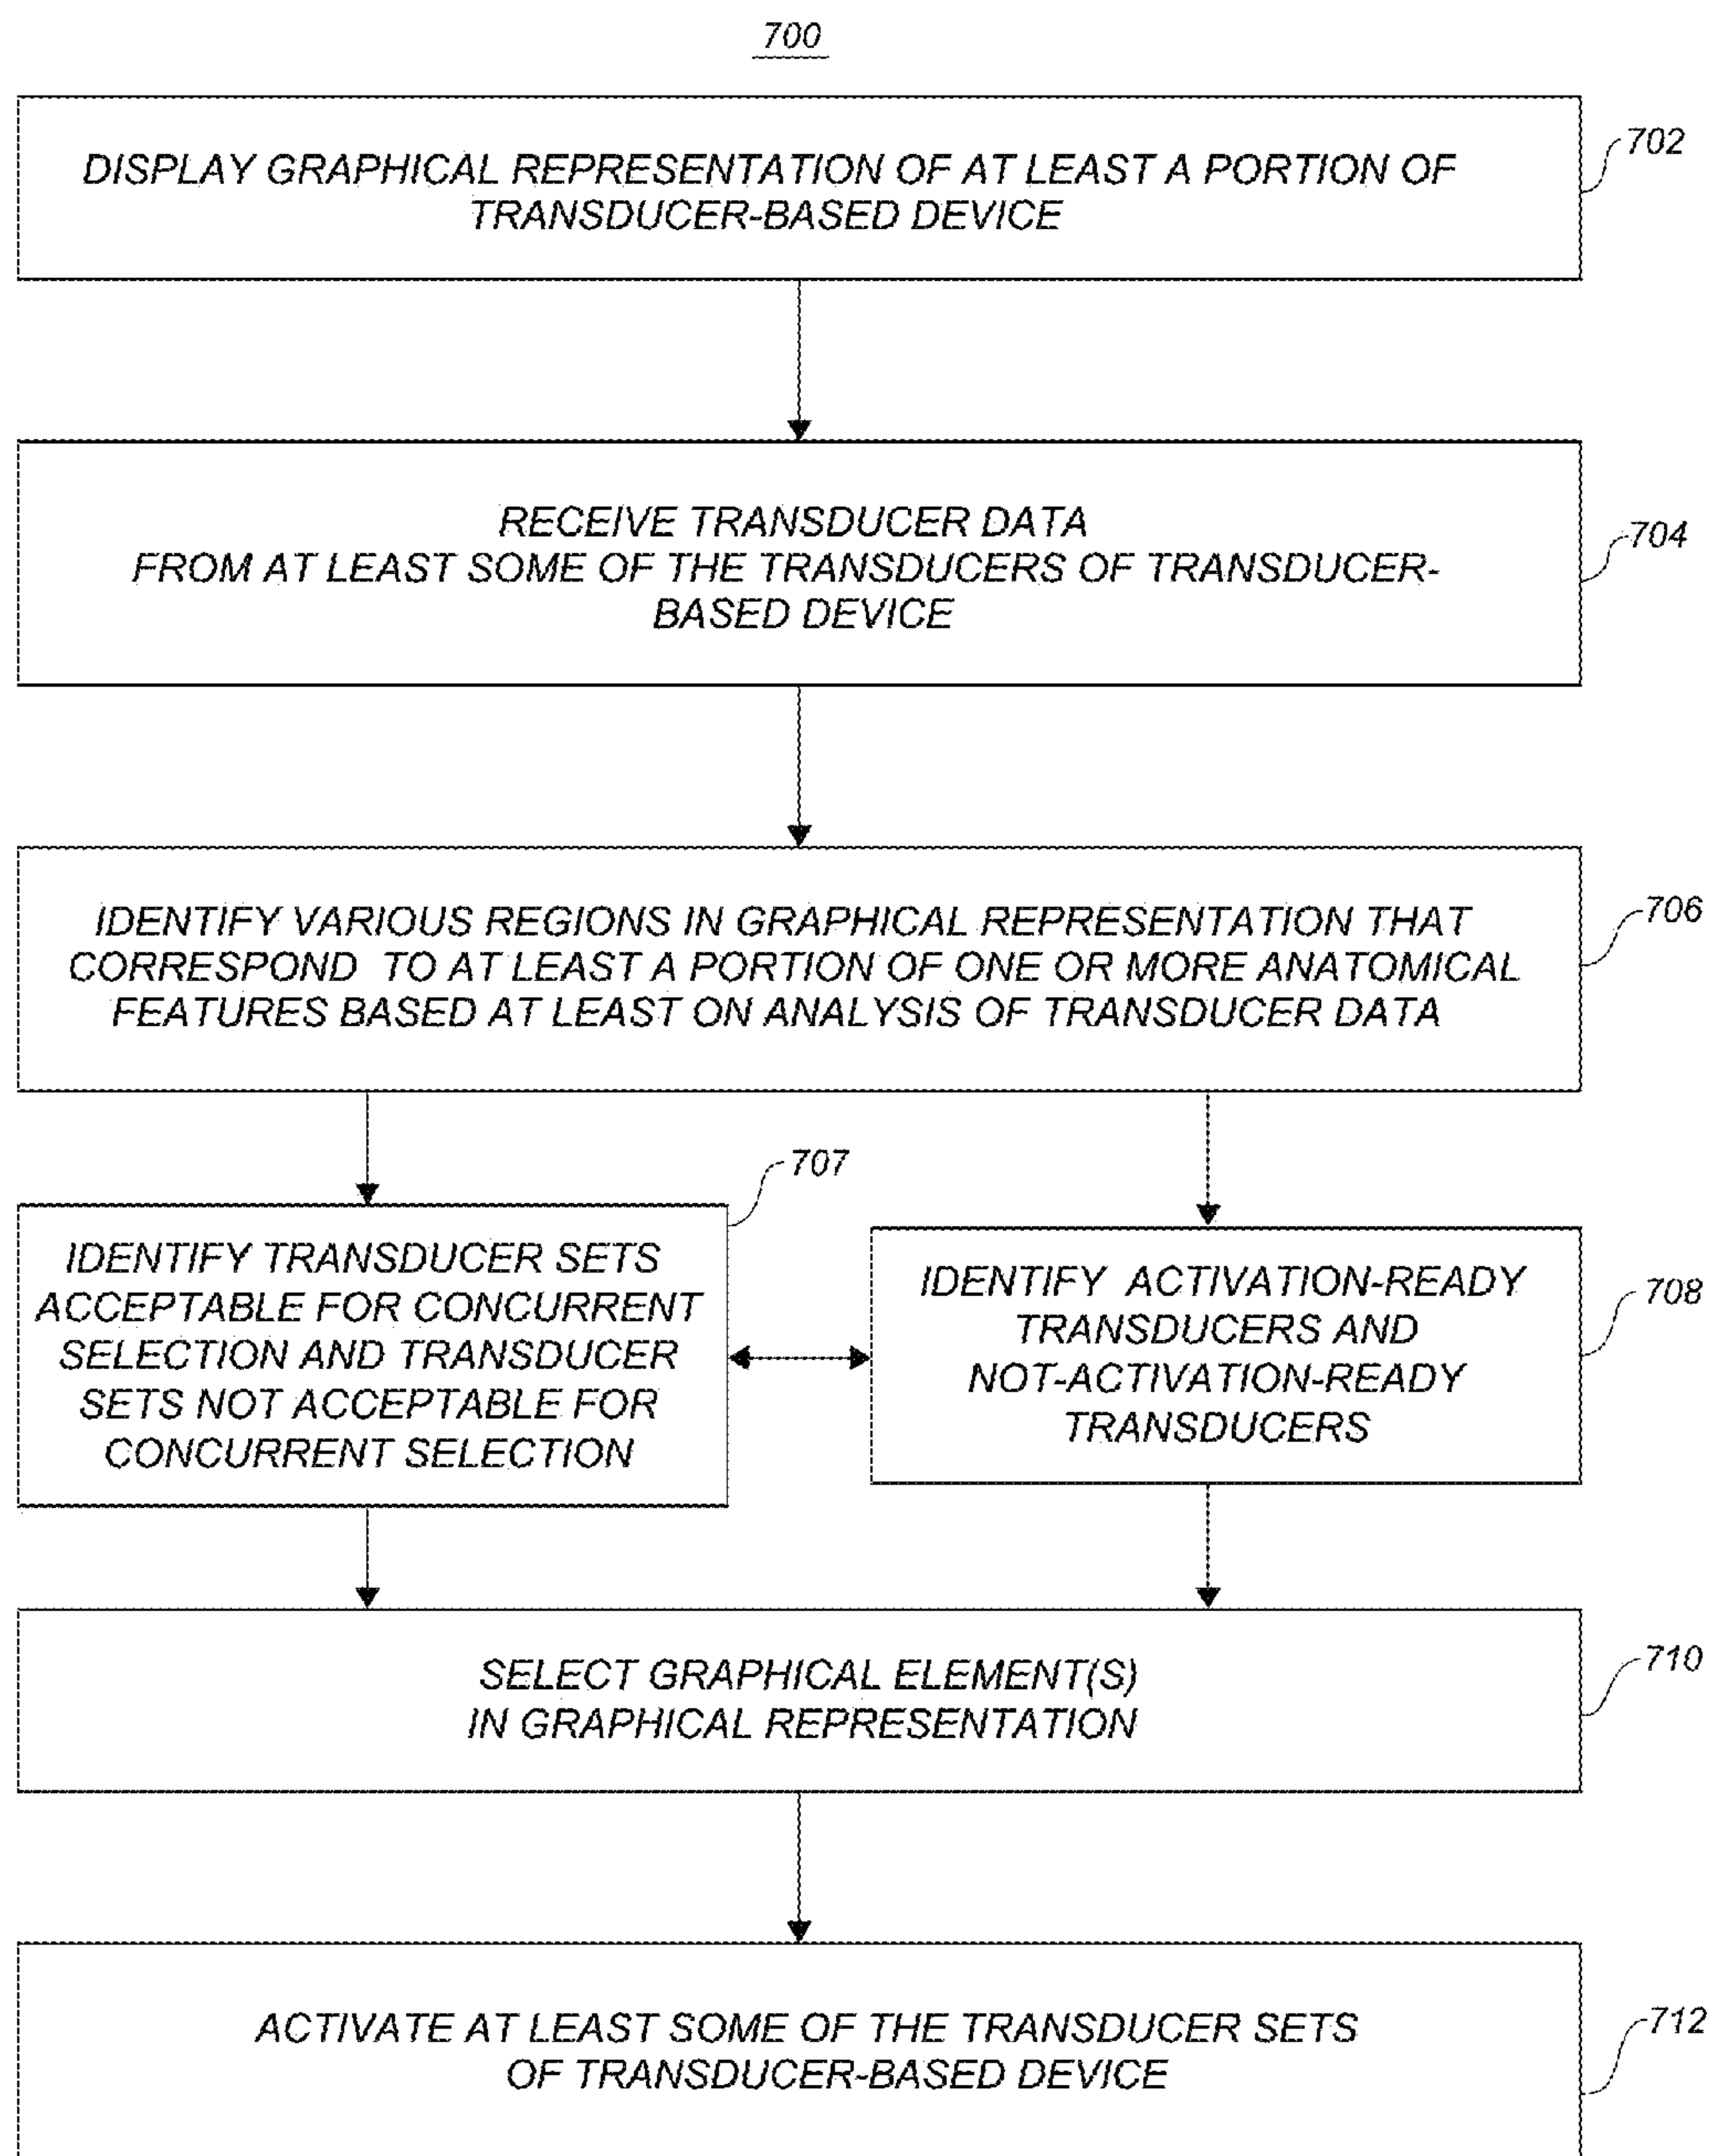 700
DISPLAY GRAPHICAL REPRESENTATION OF AT LEAST A PORTION OF
TRANSDUCER-BASED DEVICE
702
RECEIVE TRANSDUCER DATA
FROM AT LEAST SOME OF THE TRANSDUCERS OF TRANSDUCER-
BASED DEVICE
704
IDENTIFY VARIOUS REGIONS IN GRAPHICAL REPRESENTATION THAT
CORRESPOND TO AT LEAST A PORTION OF ONE OR MORE ANATOMICAL
FEATURES BASED AT LEAST ON ANALYSIS OF TRANSDUCER DATA
706
707
IDENTIFY TRANSDUCER SETS
ACCEPTABLE FOR CONCURRENT
SELECTION AND TRANSDUCER
SETS NOT ACCEPTABLE FOR
CONCURRENT SELECTION
IDENTIFY ACTIVATION-READY
TRANSDUCERS AND
NOT-ACTIVATION-READY
TRANSDUCERS
708
SELECT GRAPHICAL ELEMENT(S)
IN GRAPHICAL REPRESENTATION
710
ACTIVATE AT LEAST SOME OF THE TRANSDUCER SETS
OF TRANSDUCER-BASED DEVICE
712